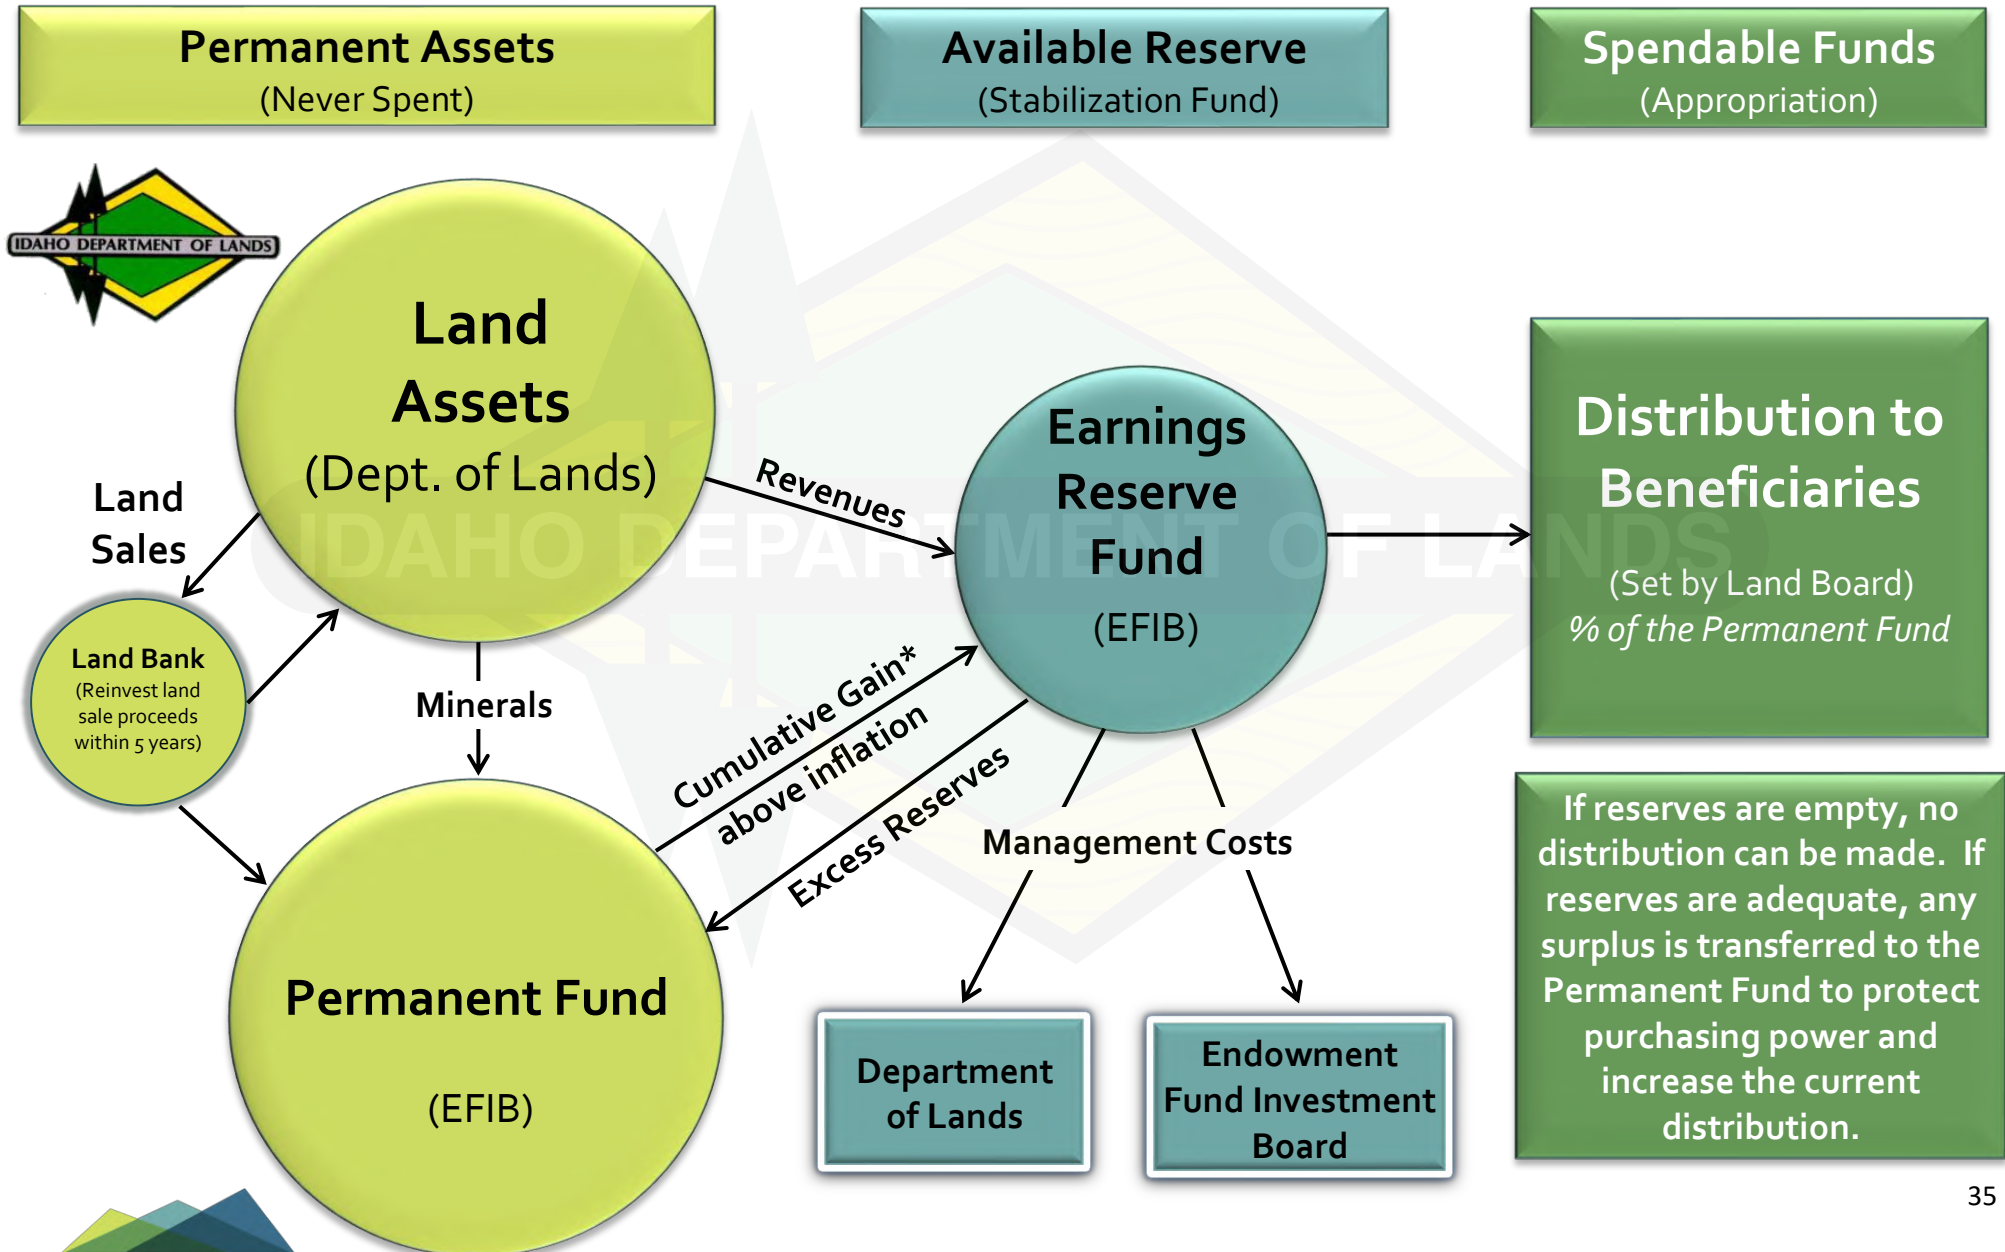 Permanent Assets
(Never Spent)
Available Reserve
(Stabilization Fund)
Spendable Funds
(Appropriation)
IDAHO DEPARTMENT OF LANDS
Land
Assets
(Dept. of Lands)
Land
Sales
Land Bank
(Reinvest land
sale proceeds
within 5 years)
Minerals
Permanent Fund
(EFIB)
Revenues
Cumulative Gain*
above inflation
Excess Reserves
Earnings
Reserve
Fund
(EFIB)
Management Costs
Department
of Lands
Endowment
Fund Investment
Board
Distribution to
Beneficiaries
(Set by Land Board)
% of the Permanent Fund
If reserves are empty, no
distribution can be made. If
reserves are adequate, any
surplus is transferred to the
Permanent Fund to protect
purchasing power and
increase the current
distribution.
IDAHO DEPARTMENT OF LANDS
35